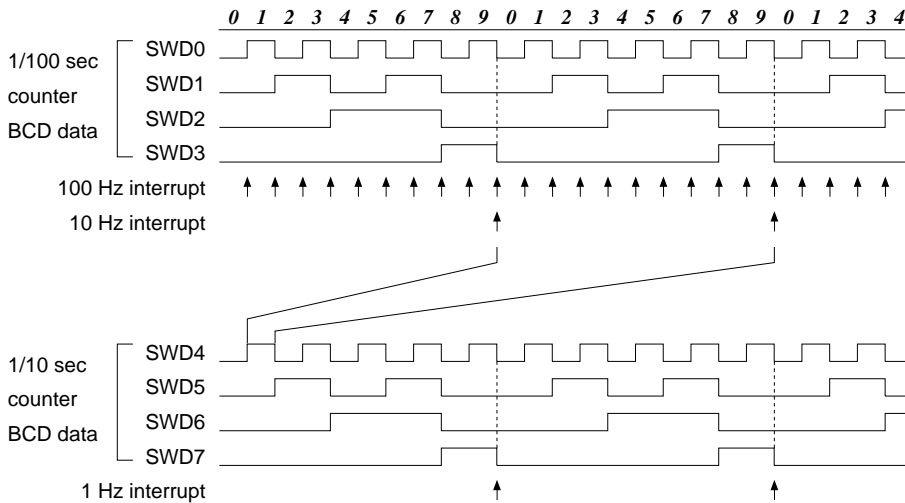 0 1 2 3 4 5 6 7 8 9 0 1 2 3 4 5 6 7 8 9 0 1 2 3 4
1/100 sec
counter
BCD data
SWD0
SWD1
SWD2
SWD3
100 Hz interrupt
10 Hz interrupt
1/10 sec
counter
BCD data
SWD4
SWD5
SWD6
SWD7
1 Hz interrupt